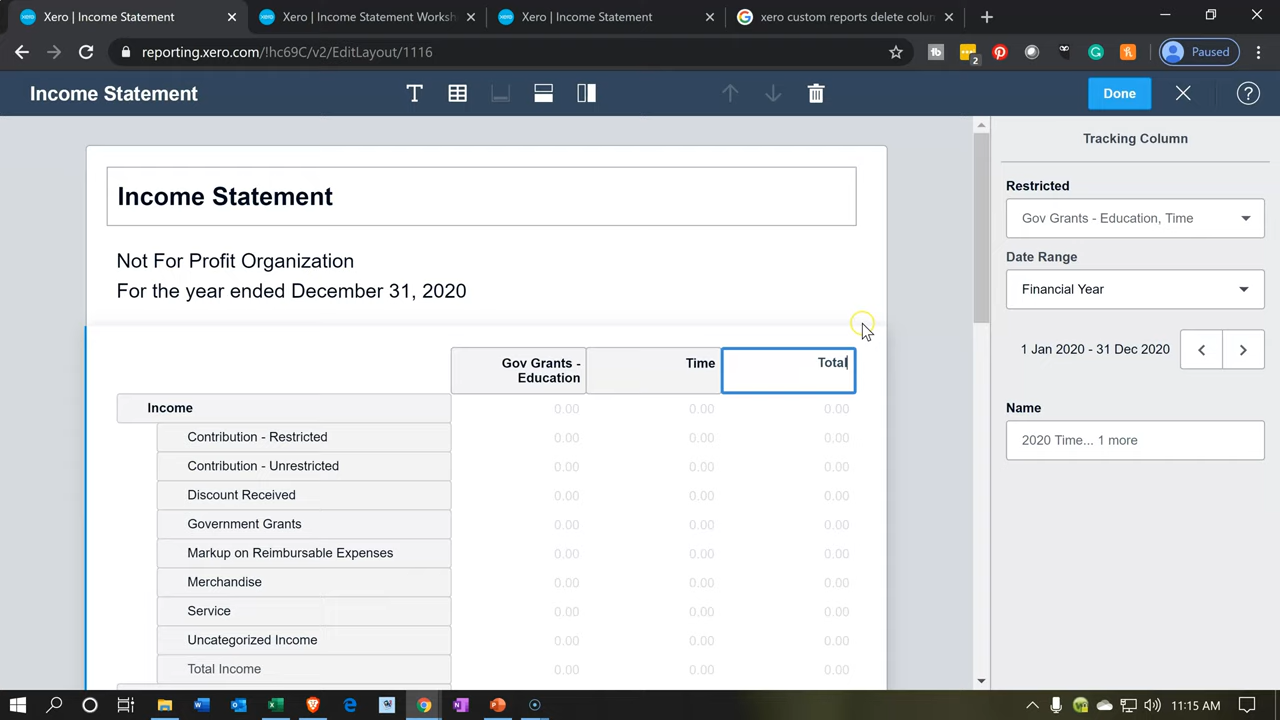 Xero | Income Statement
Xero | Income Statement Worksh
Xero | Income Statement
xero custom reports delete colun
reporting.xero.com/!hc69C/v2/EditLayout/1116
2
Paused
Income Statement
Done
Income Statement
Not For Profit Organization
For the year ended December 31, 2020
Gov Grants -
Education
Time
Total
Income 0.00 0.00 0.00
Contribution - Restricted 0.00 0.00 0.00
Contribution - Unrestricted 0.00 0.00 0.00
Discount Received 0.00 0.00 0.00
Government Grants 0.00 0.00 0.00
Markup on Reimbursable Expenses 0.00 0.00 0.00
Merchandise 0.00 0.00 0.00
Service 0.00 0.00 0.00
Uncategorized Income 0.00 0.00 0.00
Total Income 0.00 0.00 0.00
Tracking Column
Restricted
Gov Grants - Education, Time
Date Range
Financial Year
1 Jan 2020 - 31 Dec 2020
Name
2020 Time... 1 more
11:15 AM